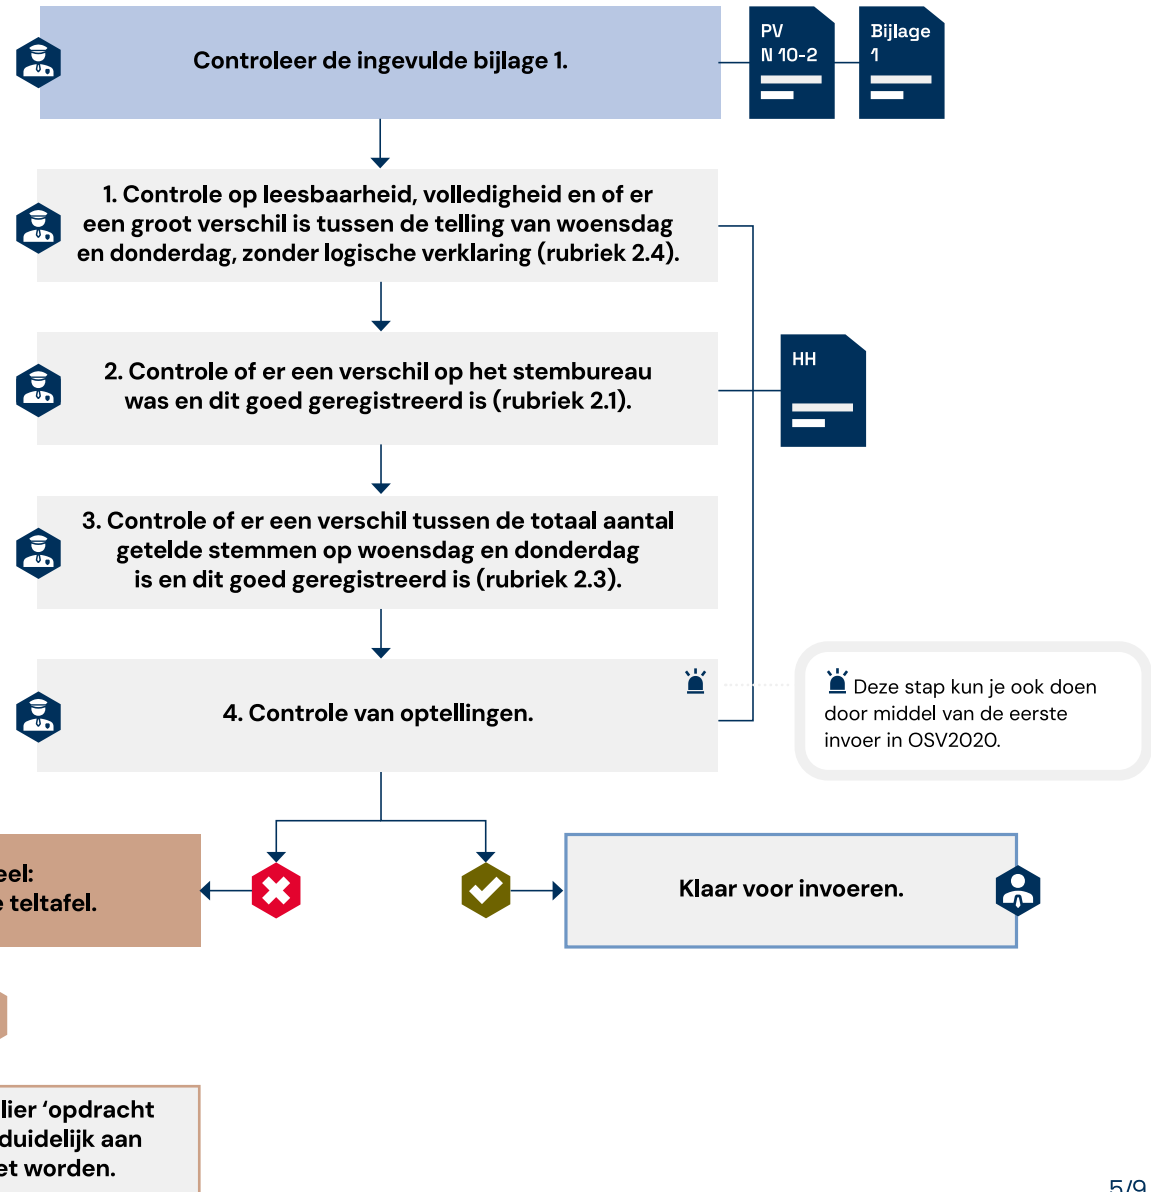 Controleer de ingevulde bijlage 1.
PV
N 10-2
Bijlage
1
1. Controle op leesbaarheid, volledigheid en of er
een groot verschil is tussen de telling van woensdag
en donderdag, zonder logische verklaring (rubriek 2.4).
2. Controle of er een verschil op het stembureau
was en dit goed geregistreerd is (rubriek 2.1).
HH
3. Controle of er een verschil tussen de totaal aantal
getelde stemmen op woensdag en donderdag
is en dit goed geregistreerd is (rubriek 2.3).
4. Controle van optellingen.
Deze stap kun je ook doen
door middel van de eerste
invoer in OSV2020.
eel:
teltafel.
Klaar voor invoeren.
lier ‘opdracht
duidelijk aan
et worden.
5/9